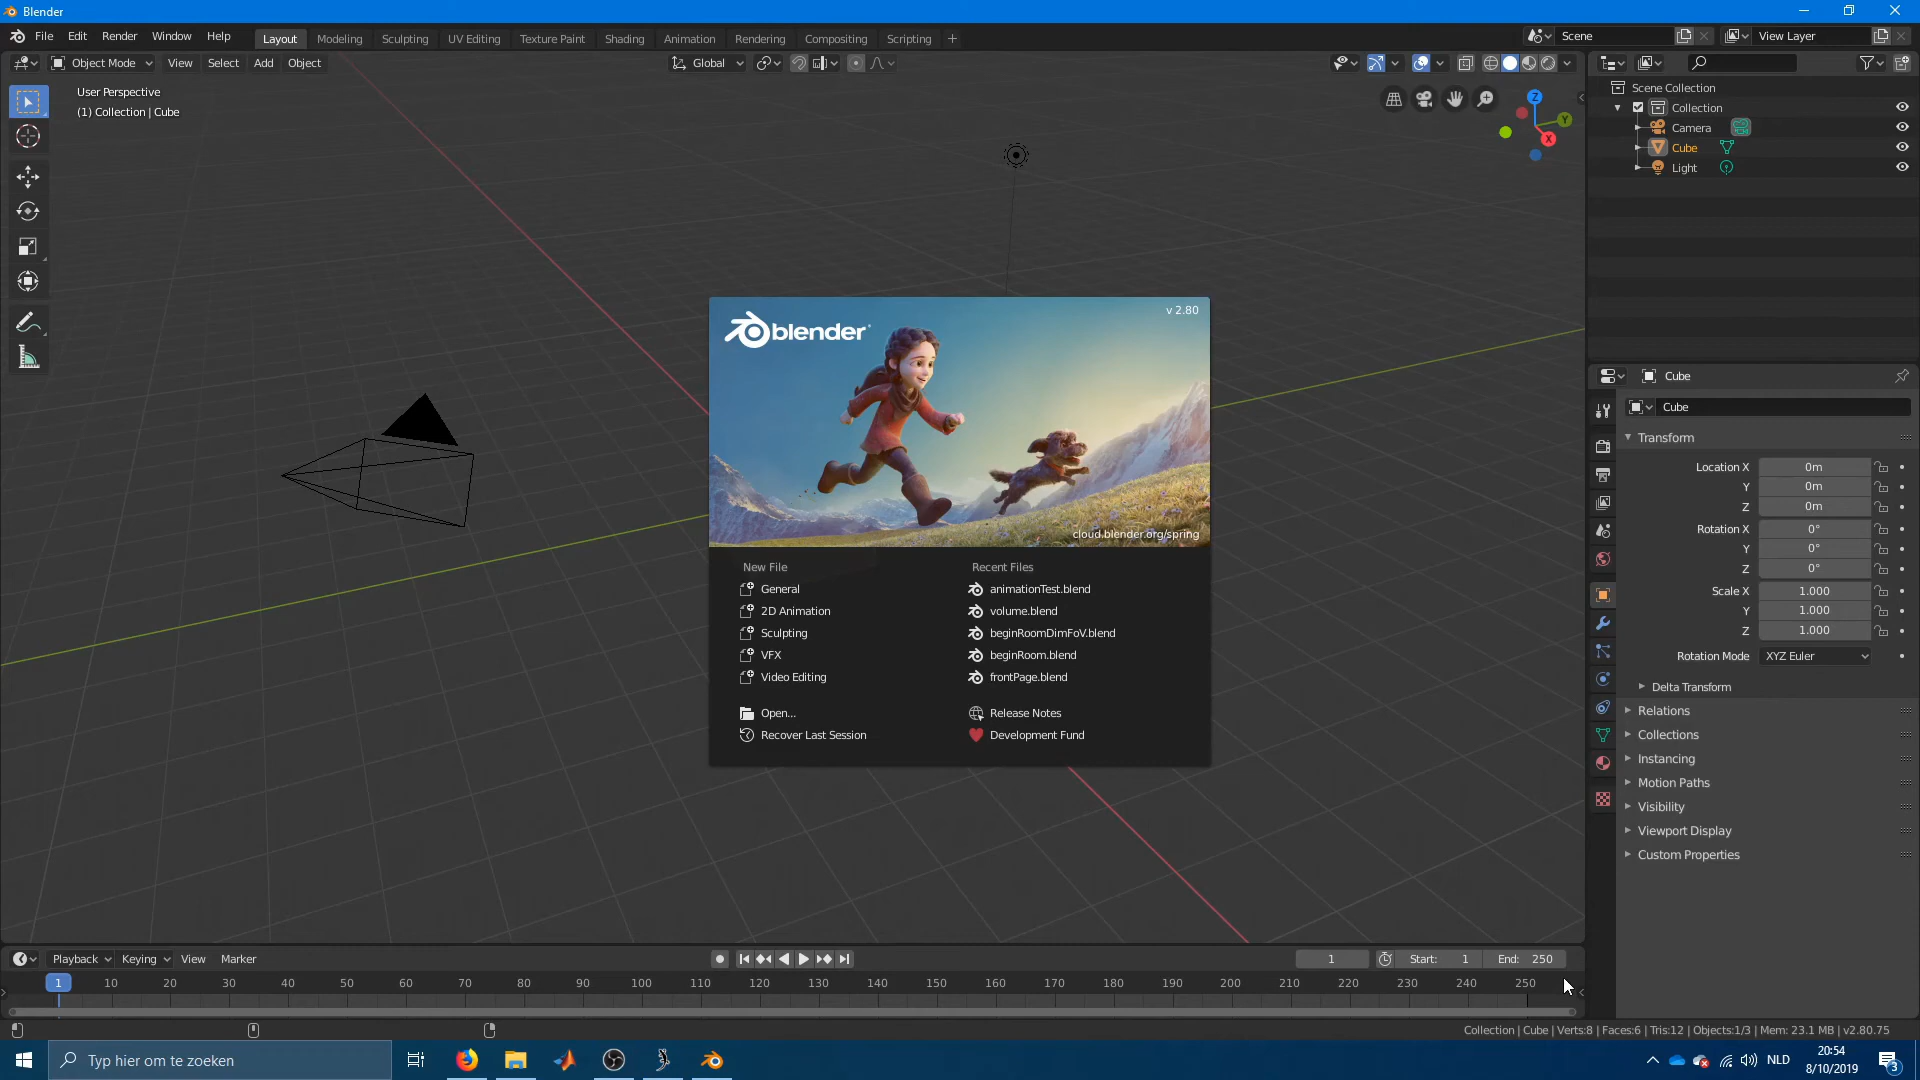 Blender
File Edit Render Window Help Layout Modeling Sculpting UV Editing Texture Paint Shading Animation Rendering Compositing Scripting + Scene View Layer
Object Mode View Select Add Object Global
User Perspective
(1) Collection | Cube
Z
Y
X
Scene Collection
Collection
Camera
Cube
Light
blender
v 2.80
cloud.blender.org/spring
New File
General
2D Animation
Sculpting
VFX
Video Editing
Open...
Recover Last Session
Recent Files
animationTest.blend
volume.blend
beginRoomDimFoV.blend
beginRoom.blend
frontPage.blend
Release Notes
Development Fund
Cube
Cube
Transform
Location X 0m
Y 0m
Z 0m
Rotation X 0°
Y 0°
Z 0°
Scale X 1.000
Y 1.000
Z 1.000
Rotation Mode XYZ Euler
Delta Transform
Relations
Collections
Instancing
Motion Paths
Visibility
Viewport Display
Custom Properties
Playback Keying View Marker 1 Start: 1 End: 250
1 10 20 30 40 50 60 70 80 90 100 110 120 130 140 150 160 170 180 190 200 210 220 230 240 250
Collection | Cube | Verts:8 | Faces:6 | Tris:12 | Objects:1/3 | Mem: 23.1 MB | v2.80.75
Typ hier om te zoeken
NLD
20:54
8/10/2019
3